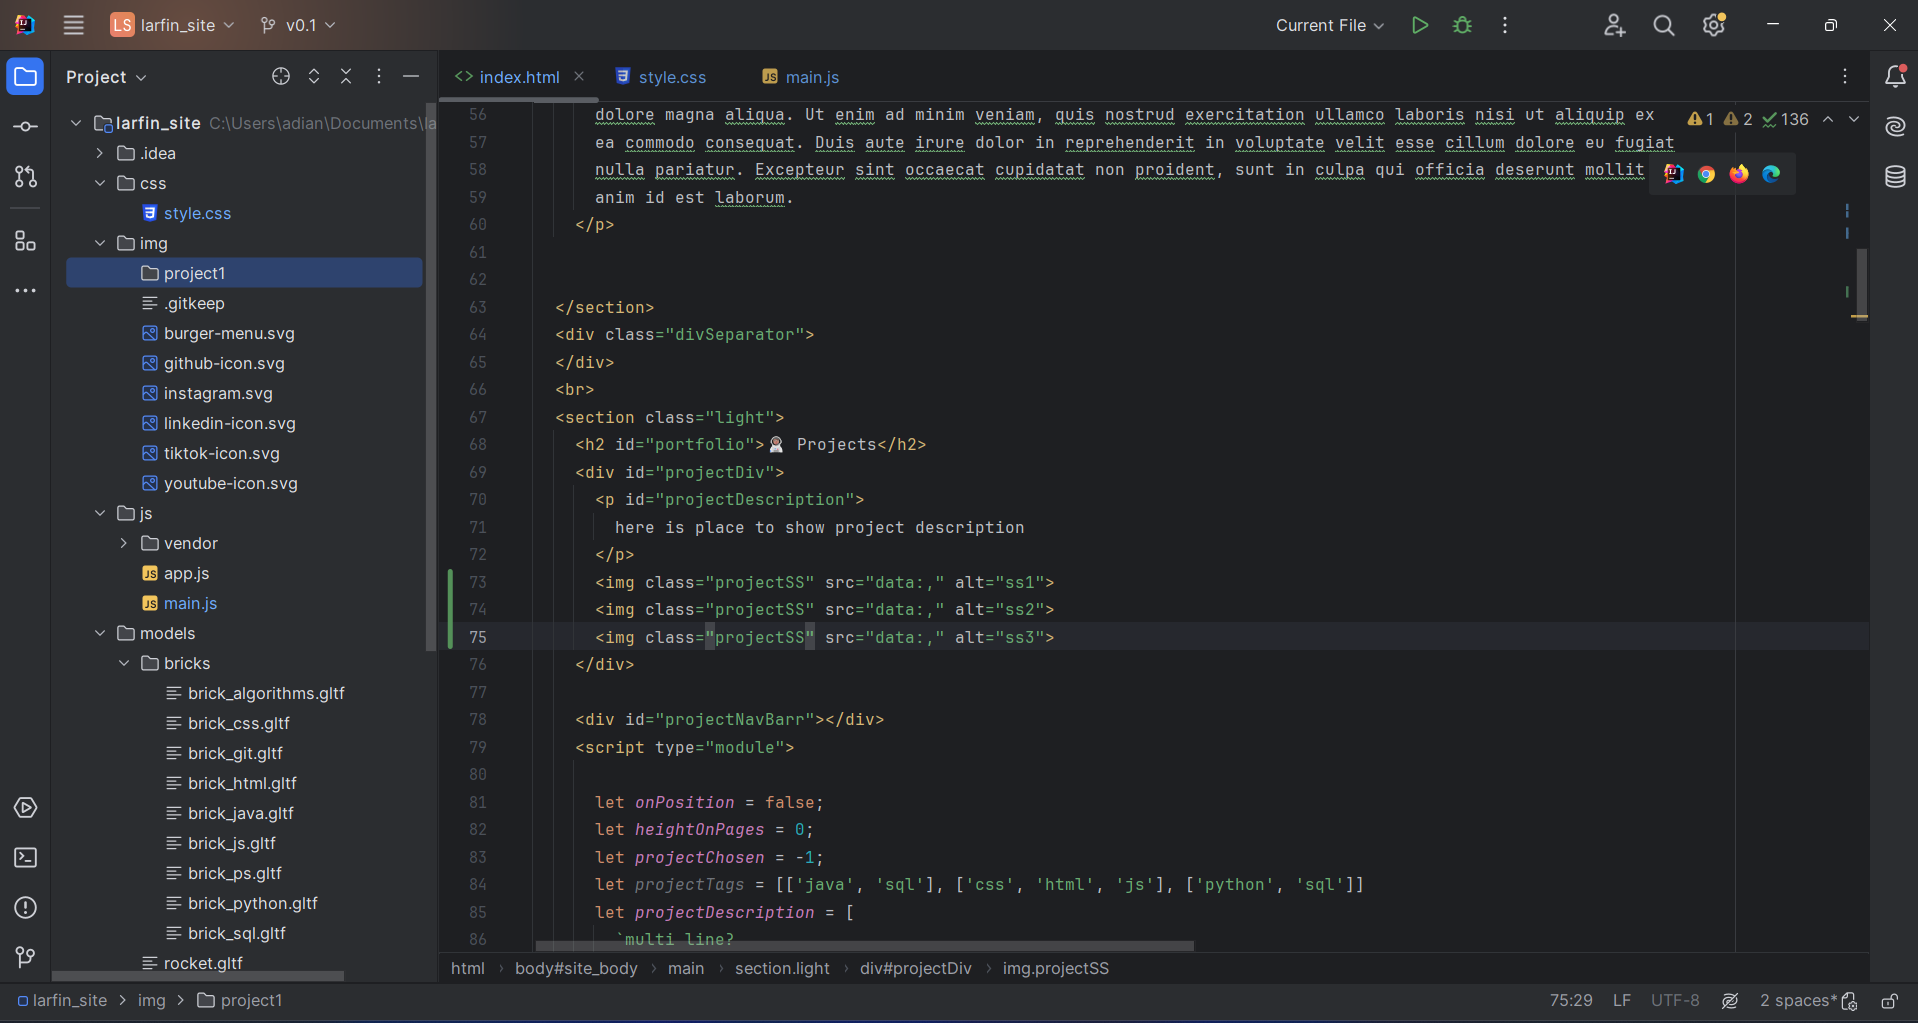 LS larfin_site v0.1 Current File
Project
index.html style.css JS main.js
larfin_site C:\Users\adian\Documents\la
.idea
css
style.css
img
project1
.gitkeep
burger-menu.svg
github-icon.svg
instagram.svg
linkedin-icon.svg
tiktok-icon.svg
youtube-icon.svg
js
vendor
JS app.js
JS main.js
models
bricks
brick_algorithms.gltf
brick_css.gltf
brick_git.gltf
brick_html.gltf
brick_java.gltf
brick_js.gltf
brick_ps.gltf
brick_python.gltf
brick_sql.gltf
rocket.gltf
1 2 136
56 dolore magna aliqua. Ut enim ad minim veniam, quis nostrud exercitation ullamco laboris nisi ut aliquip ex
57 ea commodo consequat. Duis aute irure dolor in reprehenderit in voluptate velit esse cillum dolore eu fugiat
58 nulla pariatur. Excepteur sint occaecat cupidatat non proident, sunt in culpa qui officia deserunt mollit
59 anim id est laborum.
60 </p>
61
62
63 </section>
64 <div class="divSeparator">
65 </div>
66 <br>
67 <section class="light">
68 <h2 id="portfolio">👨🏽‍🚀 Projects</h2>
69 <div id="projectDiv">
70 <p id="projectDescription">
71 here is place to show project description
72 </p>
73 <img class="projectSS" src="data:," alt="ss1">
74 <img class="projectSS" src="data:," alt="ss2">
75 <img class="projectSS" src="data:," alt="ss3">
76 </div>
77
78 <div id="projectNavBarr"></div>
79 <script type="module">
80
81 let onPosition = false;
82 let heightOnPages = 0;
83 let projectChosen = -1;
84 let projectTags = [['java', 'sql'], ['css', 'html', 'js'], ['python', 'sql']]
85 let projectDescription = [
86 `multi line?
html › body#site_body › main › section.light › div#projectDiv › img.projectSS
larfin_site > img > project1 75:29 LF UTF-8 2 spaces*